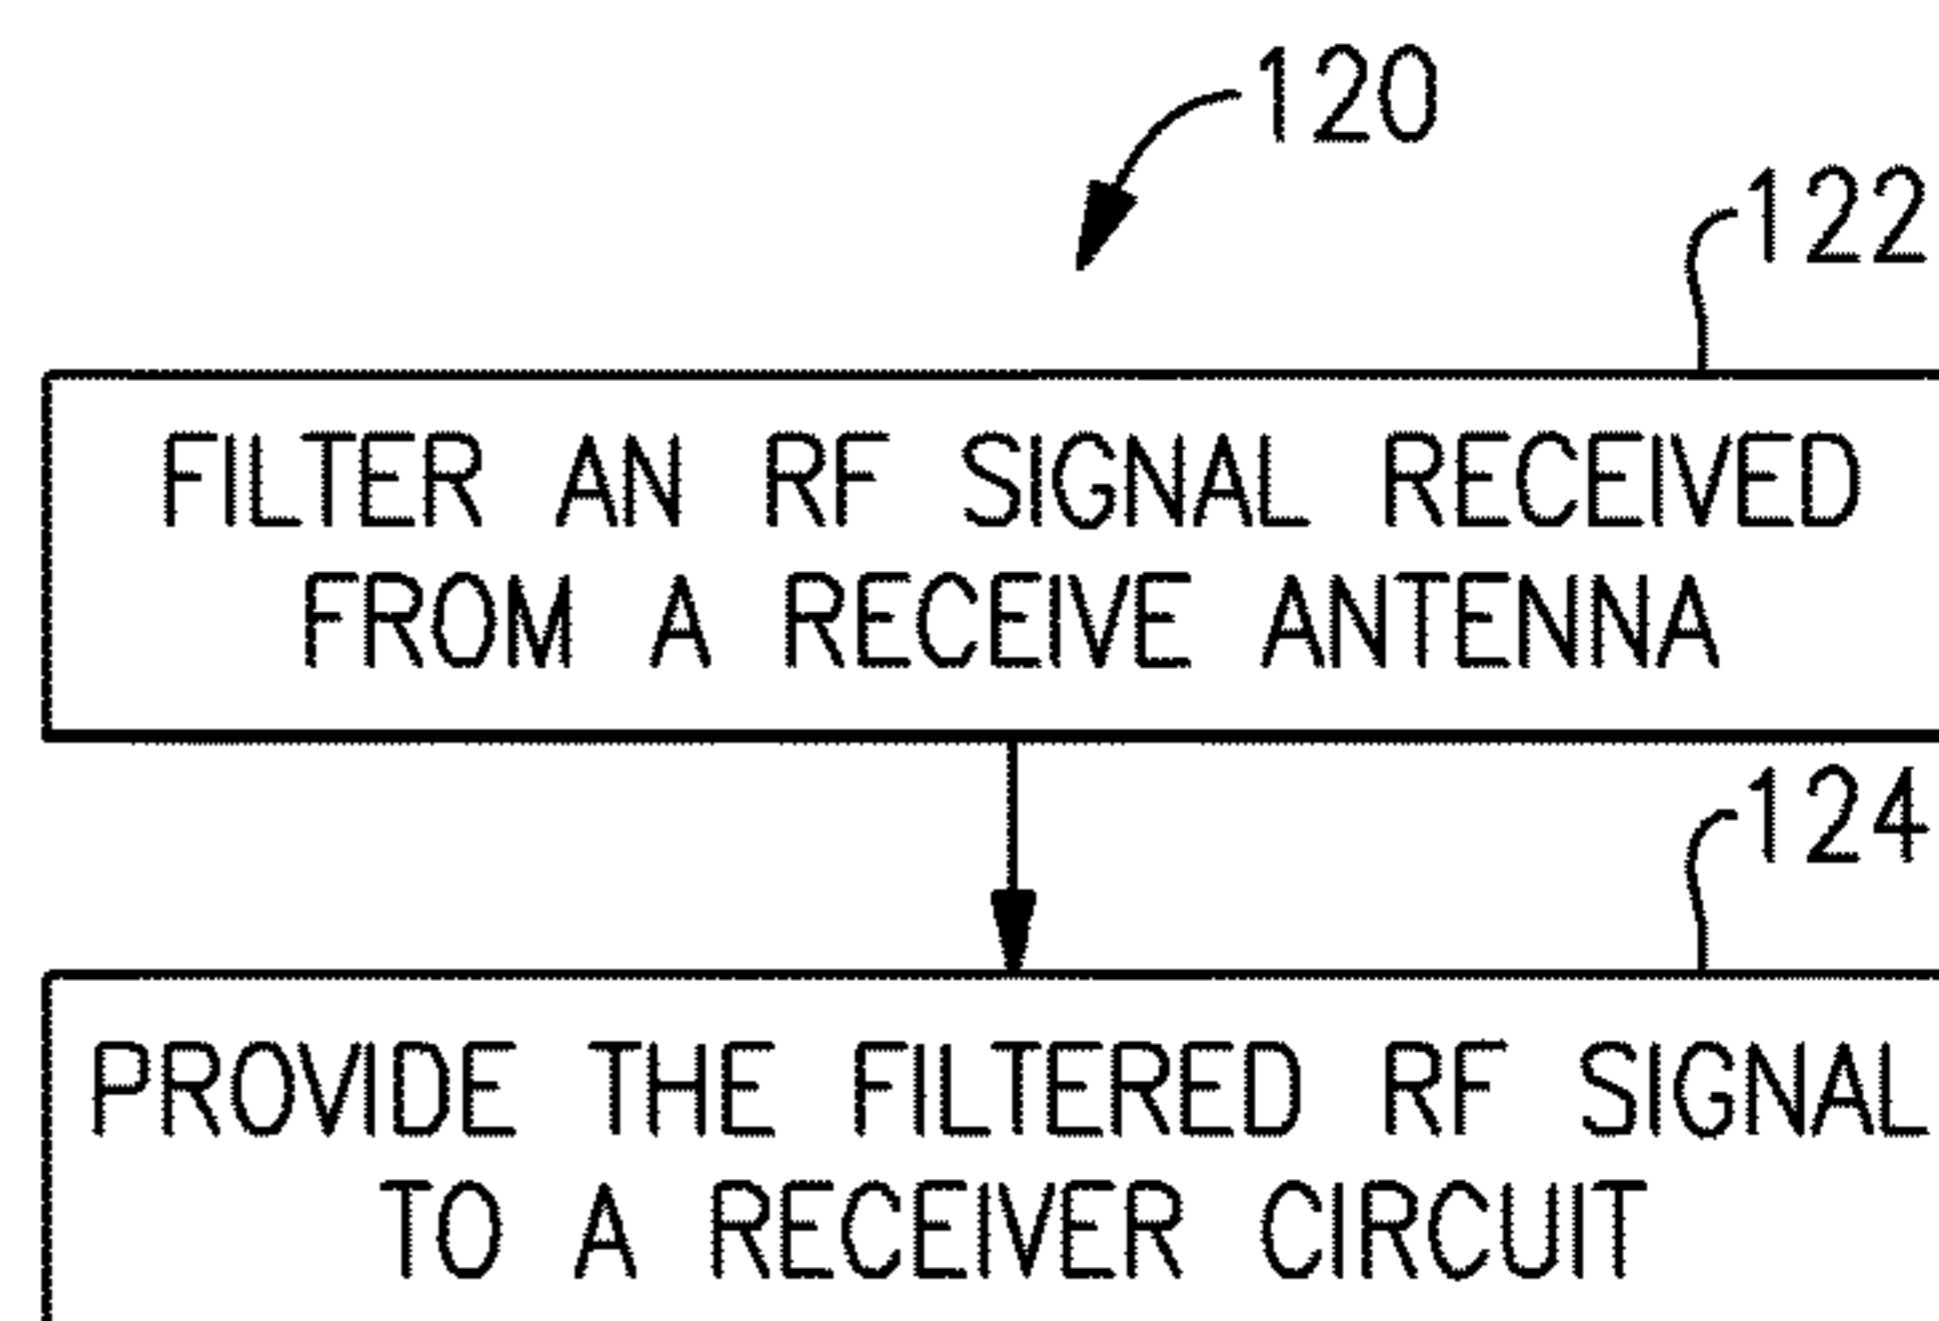 120
122
FILTER AN RF SIGNAL RECEIVED
FROM A RECEIVE ANTENNA
124
PROVIDE THE FILTERED RF SIGNAL
TO A RECEIVER CIRCUIT